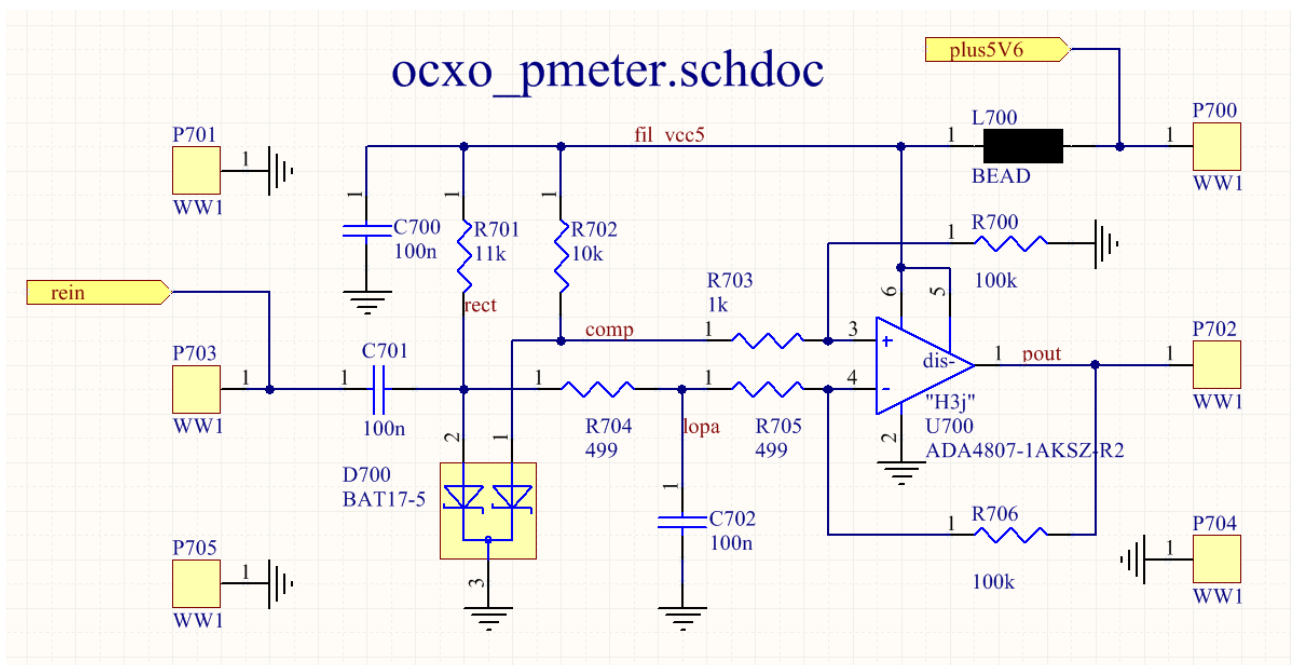 ocxo_pmeter.schdoc
plus5V6
P701
1
WW1
fil_vcc5
1
L700
BEAD
1
P700
WW1
1
C700
100n
1
R701
11k
1
R702
10k
1
R700
100k
rein
rect
comp
R703
1k
1
6
5
3
P703
1
WW1
C701
1
100n
1
R704
499
lopa
1
R705
499
4
dis-
1
pout
1
P702
WW1
"H3j"
U700
ADA4807-1AKSZ-R2
2
D700
BAT17-5
2
1
3
1
C702
100n
1
R706
100k
P705
1
WW1
P704
1
WW1